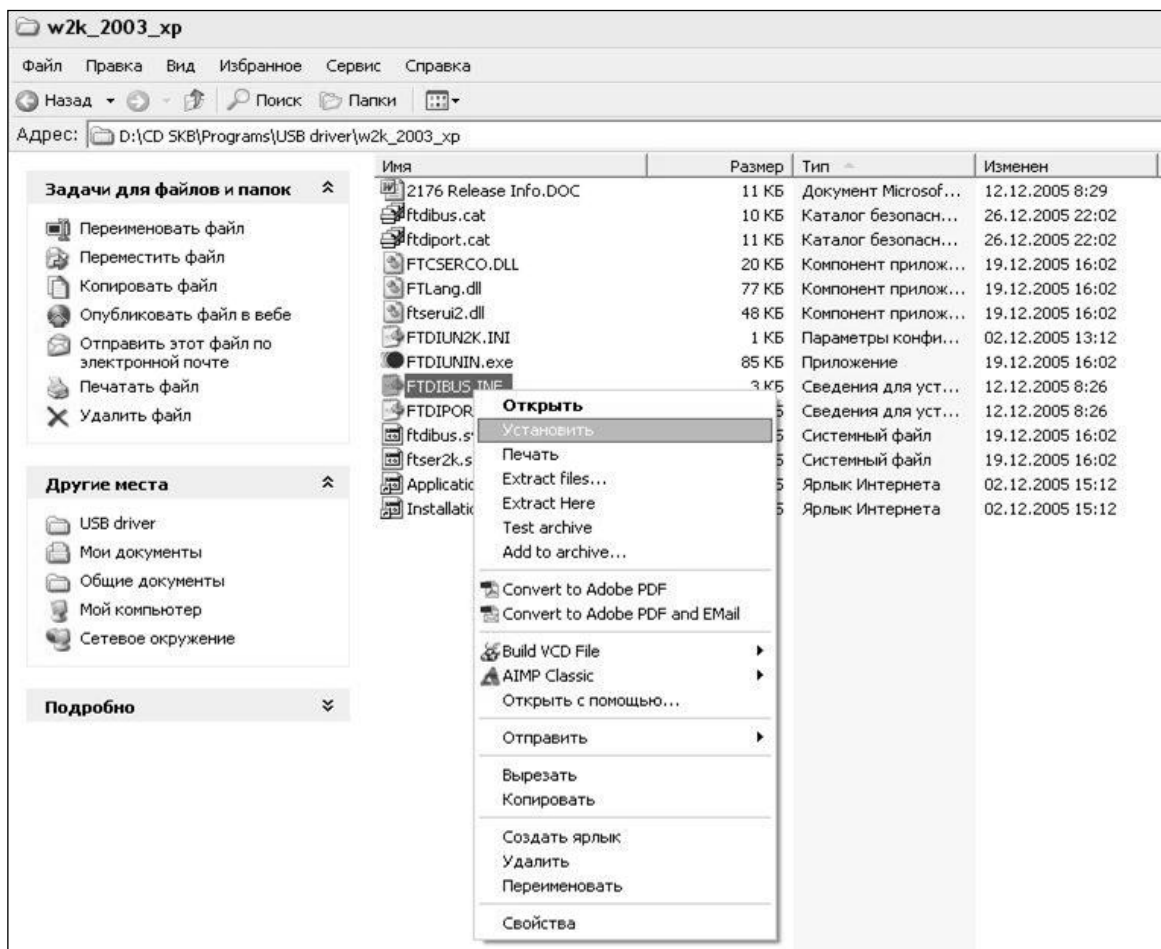 w2k_2003_xp
Файл Правка Вид Избранное Сервис Справка
Назад Поиск Папки
Адрес: D:\CD SKB\Programs\USB driver\w2k_2003_xp
Задачи для файлов и папок
Переименовать файл
Переместить файл
Копировать файл
Опубликовать файл в вебе
Отправить этот файл по
электронной почте
Печатать файл
Удалить файл
Другие места
USB driver
Мои документы
Общие документы
Мой компьютер
Сетевое окружение
Подробно
Имя Размер Тип Изменен
2176 Release Info.DOC 11 КБ Документ Microsof... 12.12.2005 8:29
ftdibus.cat 10 КБ Каталог безопасн... 26.12.2005 22:02
ftdiport.cat 11 КБ Каталог безопасн... 26.12.2005 22:02
FTCSERCO.DLL 20 КБ Компонент прилож... 19.12.2005 16:02
FTLang.dll 77 КБ Компонент прилож... 19.12.2005 16:02
ftserui2.dll 48 КБ Компонент прилож... 19.12.2005 16:02
FTDIUN2K.INI 1 КБ Параметры конфи... 02.12.2005 13:12
FTDIUNIN.exe 85 КБ Приложение 19.12.2005 16:02
FTDIBUS.INF 3 КБ Сведения для уст... 12.12.2005 8:26
FTDIPOR Сведения для уст... 12.12.2005 8:26
ftdibus.s Системный файл 19.12.2005 16:02
ftser2k.s Системный файл 19.12.2005 16:02
Applicatio Ярлык Интернета 02.12.2005 15:12
Installatio Ярлык Интернета 02.12.2005 15:12
Открыть
Установить
Печать
Extract files...
Extract Here
Test archive
Add to archive...
Convert to Adobe PDF
Convert to Adobe PDF and EMail
Build VCD File
AIMP Classic
Открыть с помощью...
Отправить
Вырезать
Копировать
Создать ярлык
Удалить
Переименовать
Свойства